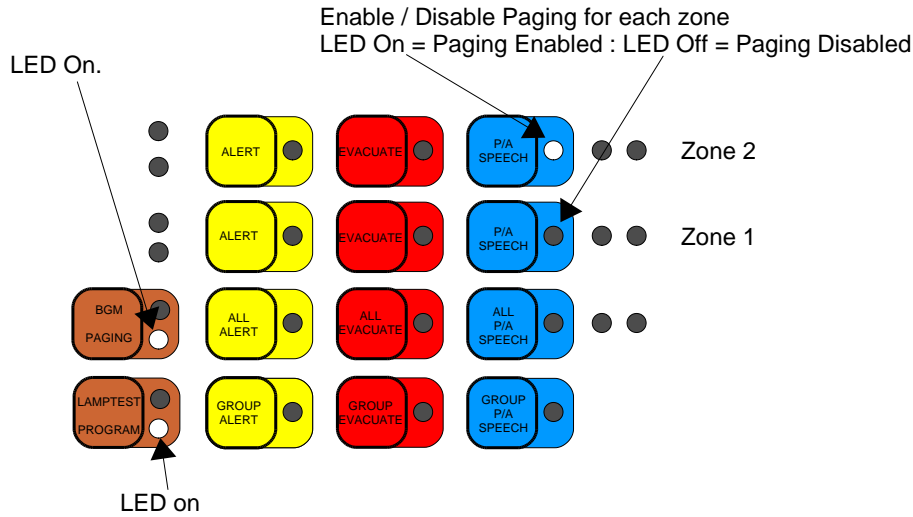 Enable / Disable Paging for each zone
LED On = Paging Enabled : LED Off = Paging Disabled
LED On.
ALERT
EVACUATE
P/A
SPEECH
Zone 2
ALERT
EVACUATE
P/A
SPEECH
Zone 1
BGM
PAGING
ALL
ALERT
ALL
EVACUATE
ALL
P/A
SPEECH
LAMPTEST
PROGRAM
GROUP
ALERT
GROUP
EVACUATE
GROUP
P/A
SPEECH
LED on